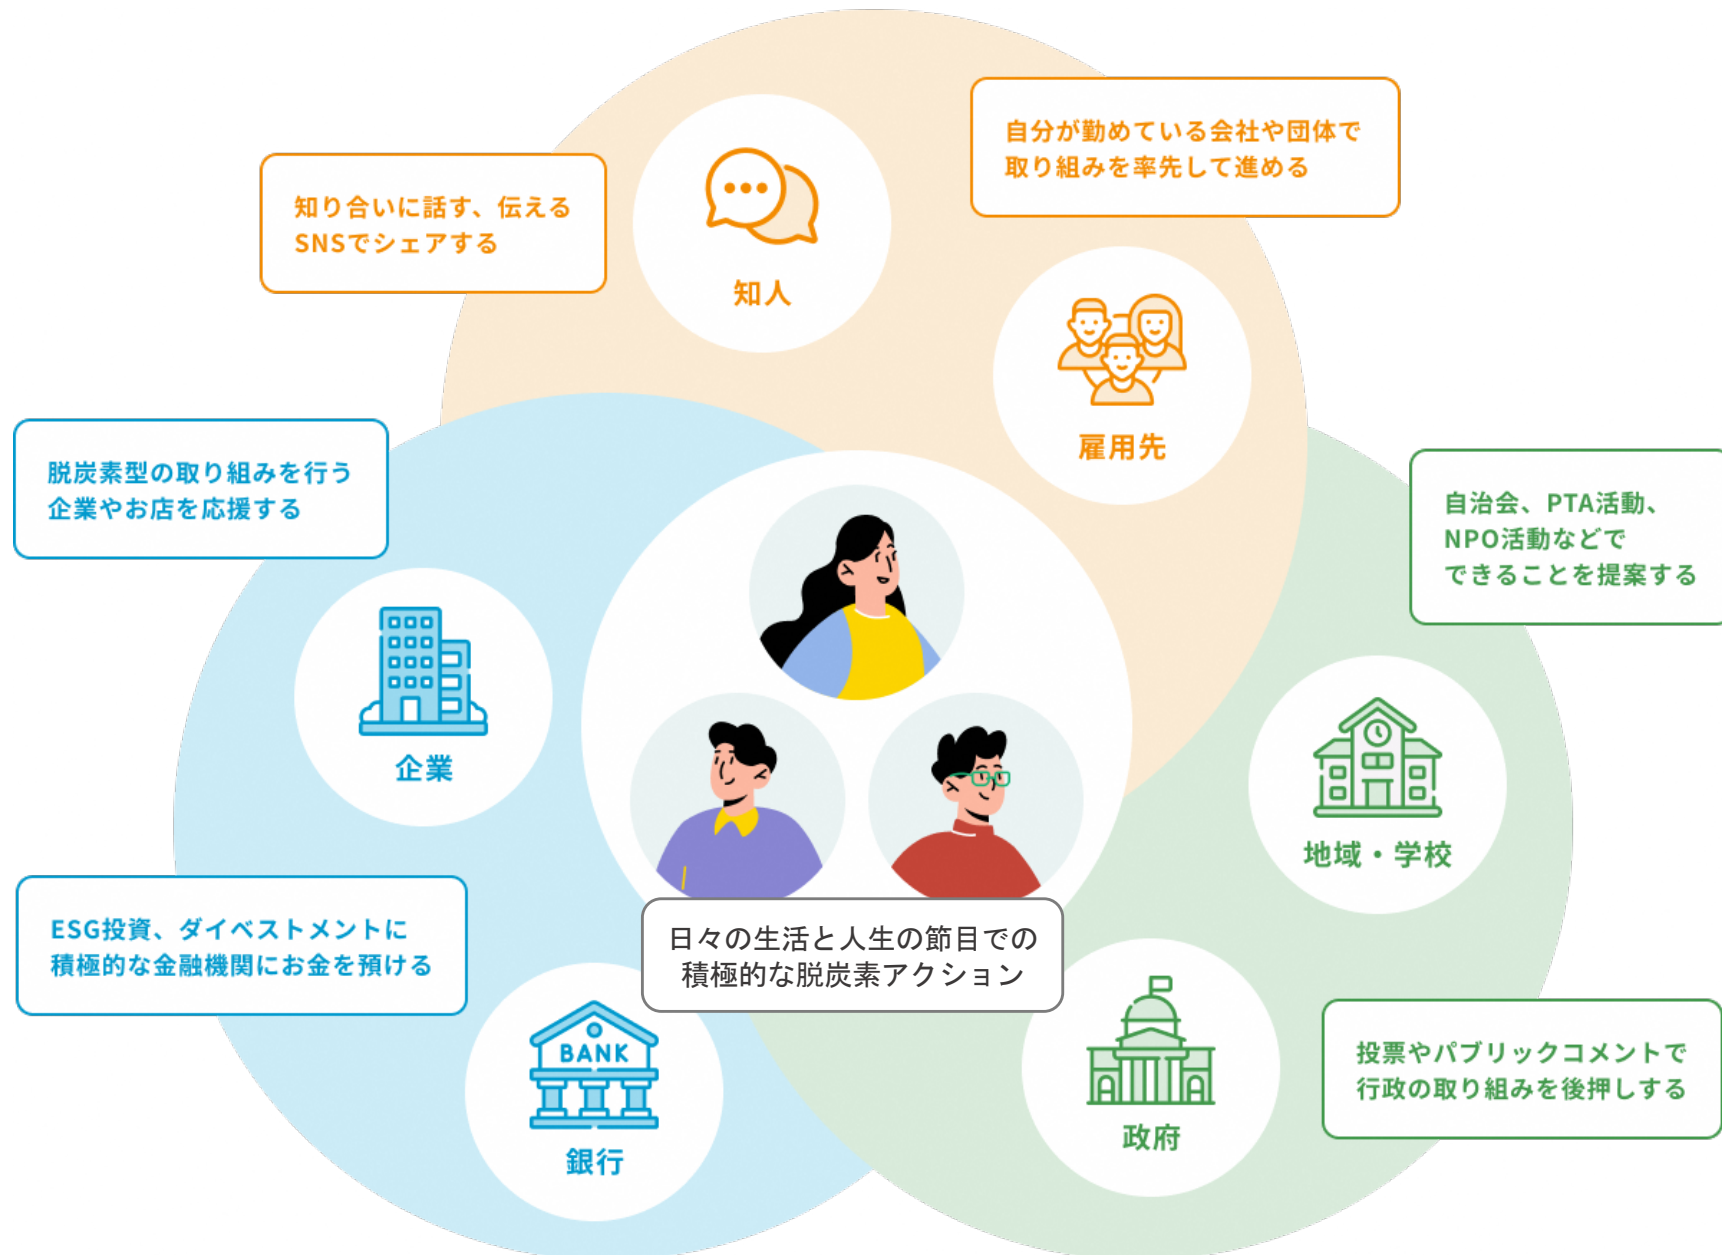 自分が勤めている会社や団体で
取り組みを率先して進める
知り合いに話す、伝える
SNSでシェアする
知人
雇用先
脱炭素型の取り組みを行う
企業やお店を応援する
自治会、PTA活動、
NPO活動などで
できることを提案する
企業
地域・学校
ESG投資、ダイベストメントに
積極的な金融機関にお金を預ける
日々の生活と人生の節目での
積極的な脱炭素アクション
BANK
銀行
政府
投票やパブリックコメントで
行政の取り組みを後押しする